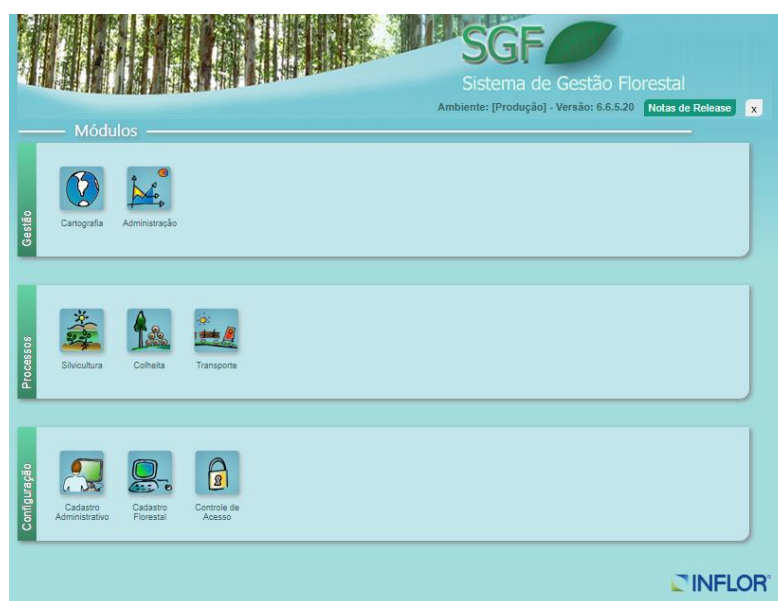 SGF
Sistema de Gestão Florestal
Ambiente: [Produção] - Versão: 6.6.5.20 Notas de Release x
Módulos
Gestão
Cartografia Administração
Processos
Silvicultura Colheita Transporte
Configuração
Cadastro Administrativo
Cadastro Florestal
Controle de Acesso
INFLOR